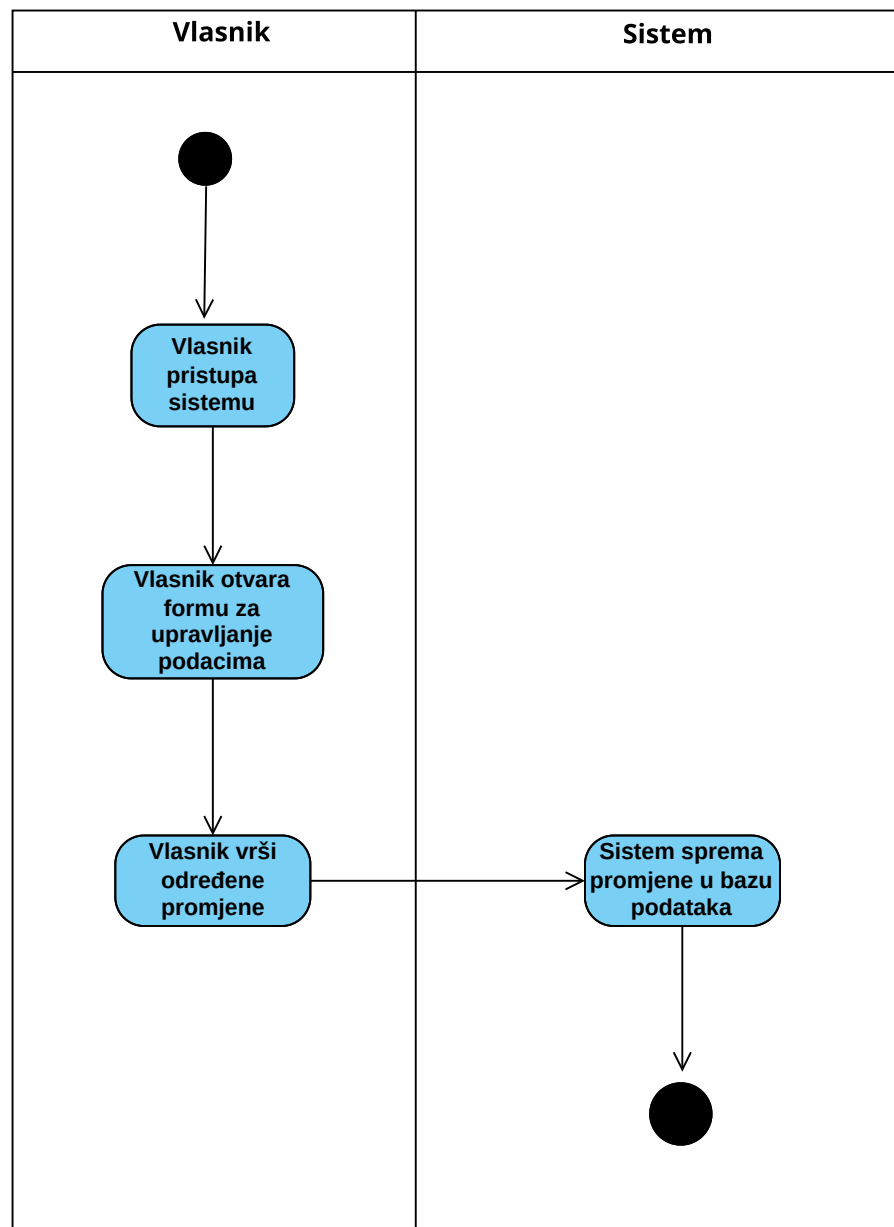 Vlasnik
Sistem
Vlasnik
pristupa
sistemu
Vlasnik otvara
formu za
upravljanje
podacima
Vlasnik vrši
određene
promjene
Sistem sprema
promjene u bazu
podataka